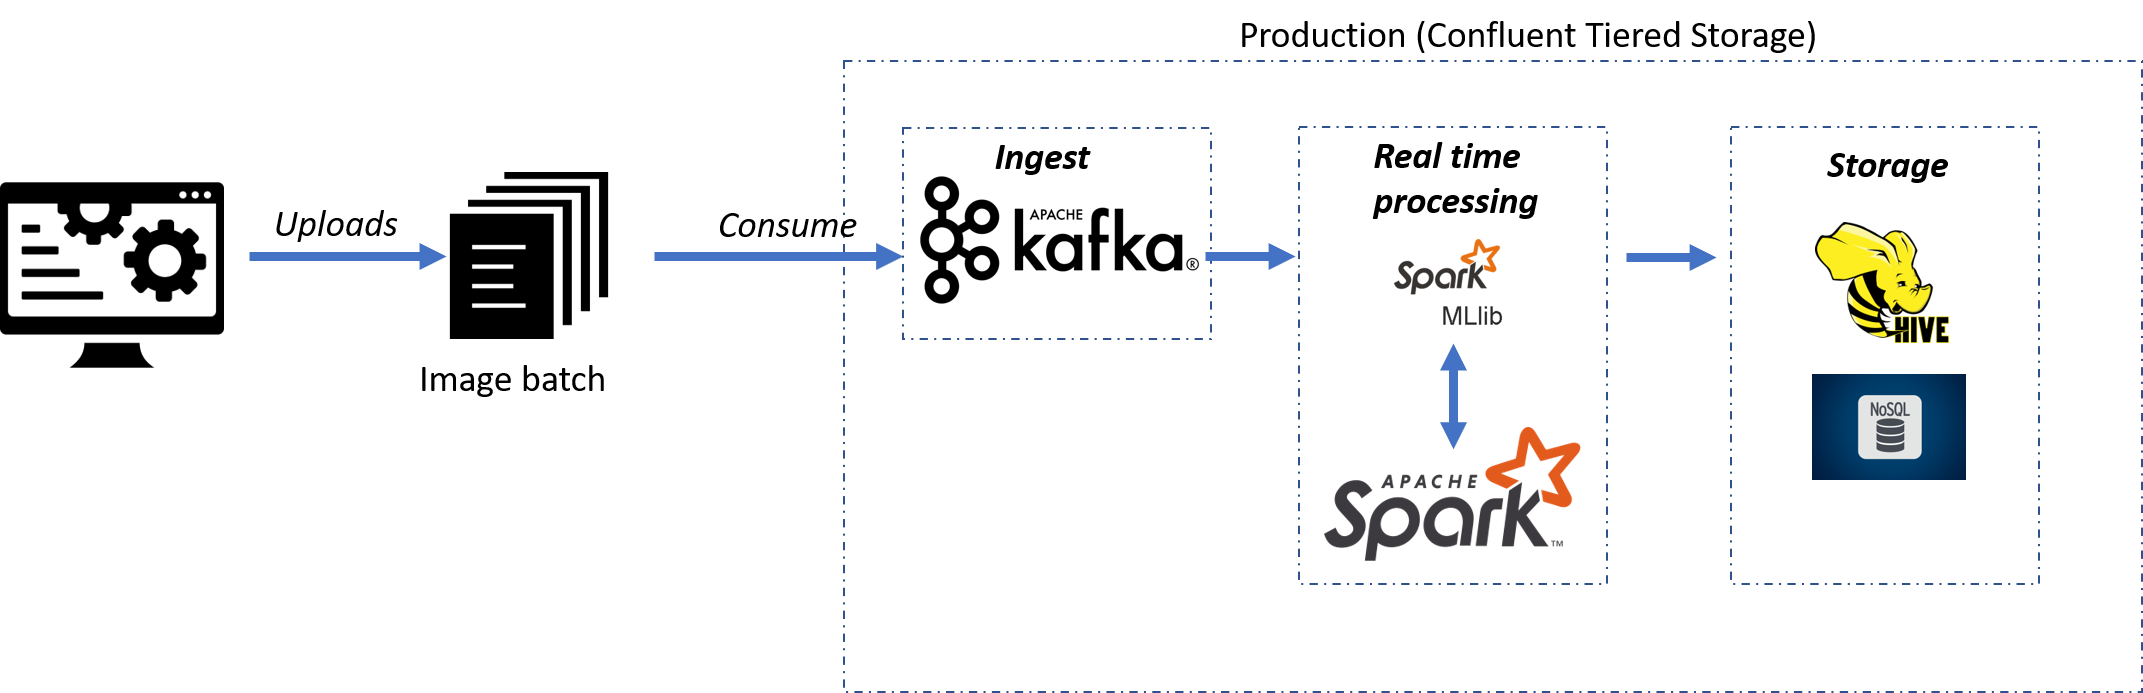 Production (Confluent Tiered Storage)
Uploads
Image batch
Consume
Ingest
APACHE
kafka®
Real time
processing
Spark
MLlib
APACHE
Spark™
Storage
HIVE
NoSQL